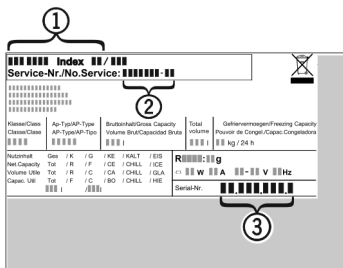 1
Index /
Service-Nr./No.Service: -
2
Klasse/Class
Classe/Clase
Ap-Typ/AP-Type
AP-Type/AP-Tipo
Bruttoinhalt/Gross Capacity
Volume Brut/Capacidad Bruta
Total
volume
Gefriervermoegen/Freezing Capacity
Pouvoir de Congel./Capac.Congeladora
l
l
kg / 24 h
Nutzinhalt Ges / K / G / KE / KALT / EIS
Net.Capacity Tot / R / F / CE / CHILL / ICE
Volume Utile Tot / R / C / CA / CHILL / GLA
Capac. Util Tot / F / C / BO / CHILL / HIE
l / l
R : g
W A - V Hz
Serial-Nr.
3